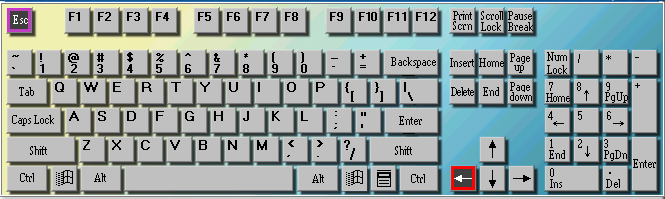 Esc F1 F2 F3 F4 F5 F6 F7 F8 F9 F10 F11 F12 Print Scrn Scroll Lock Pause Break
~ ` ! 1 @ 2 # 3 $ 4 % 5 ^ 6 & 7 * 8 ( 9 ) 0 _ - + = Backspace Insert Home Page up Num Lock / * -
Tab Q W E R T Y U I O P { [ } ] | \ Delete End Page down 7 Home 8 ↑ 9 PgUp +
Caps Lock A S D F G H J K L : ; " ' Enter 4 ← 5 6 →
Shift Z X C V B N M < , > . ? / Shift ↑ 1 End 2 ↓ 3 PgDn Enter
Ctrl Alt Alt Ctrl ← ↓ → 0 Ins . Del